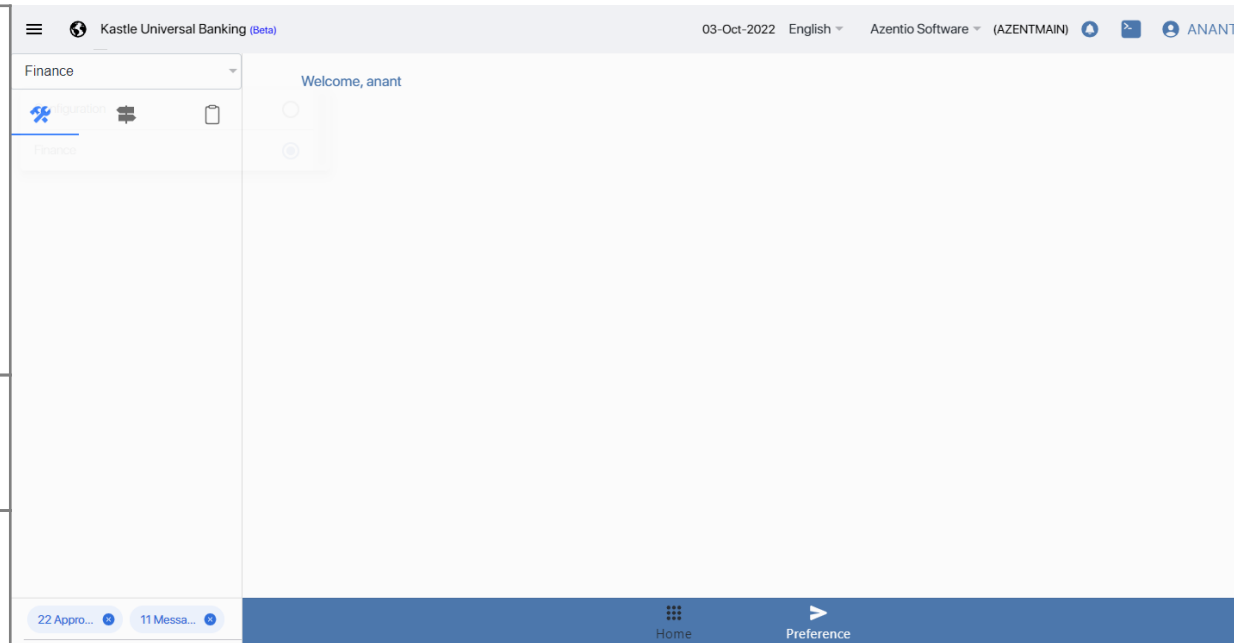 Kastle Universal Banking (Beta) 03-Oct-2022 English Azentio Software (AZENTMAIN) ANANT
Finance
Welcome, anant
figuration
Finance
22 Appro... 11 Messa...
Home Preference